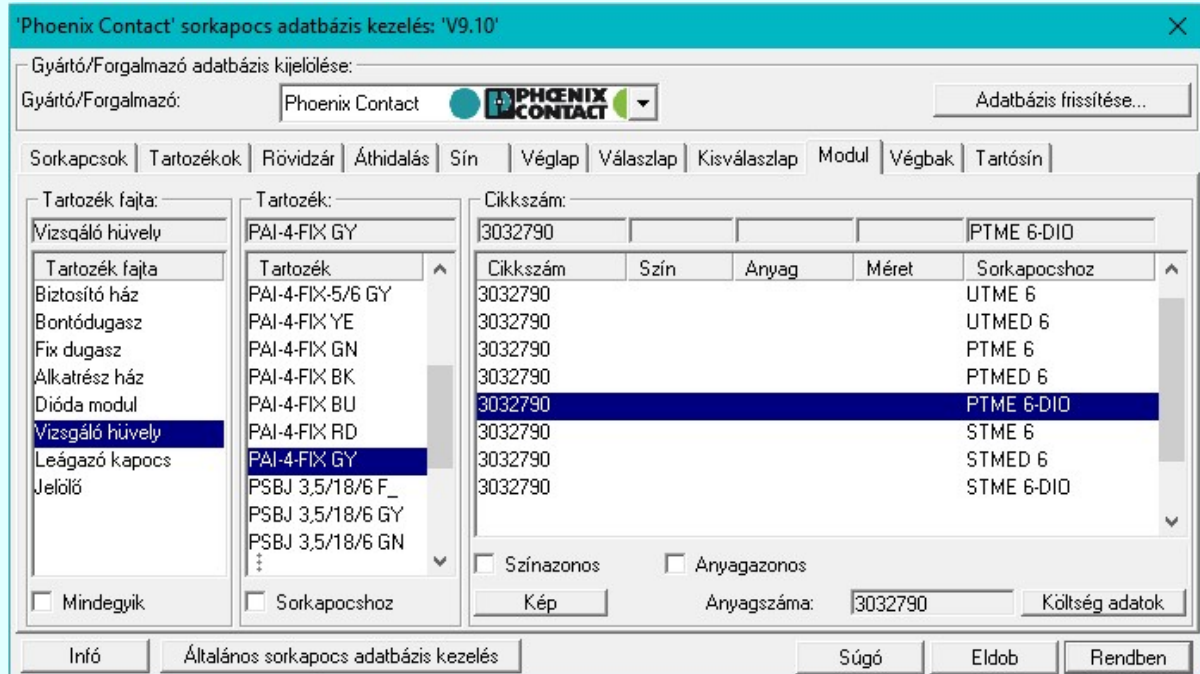 'Phoenix Contact' sorkapocs adatbázis kezelés: 'V9.10'
Gyártó/Forgalmazó adatbázis kijelölése:
Gyártó/Forgalmazó: Phoenix Contact PHŒNIX CONTACT Adatbázis frissítése...
Sorkapcsok Tartozékok Rövidzár Áthidalás Sín Véglap Válaszlap Kisválaszlap Modul Végbak Tartósín
Tartozék fajta: Tartozék: Cikkszám:
Vizsgáló hüvely PAI-4-FIX GY 3032790 PTME 6-DIO
Tartozék fajta Tartozék Cikkszám Szín Anyag Méret Sorkapocshoz
Biztosító ház PAI-4-FIX-5/6 GY 3032790 UTME 6
Bontódugasz PAI-4-FIX YE 3032790 UTMED 6
Fix dugasz PAI-4-FIX GN 3032790 PTME 6
Alkatrész ház PAI-4-FIX BK 3032790 PTMED 6
Dióda modul PAI-4-FIX BU 3032790 PTME 6-DIO
Vizsgáló hüvely PAI-4-FIX RD 3032790 STME 6
Leágazó kapocs PAI-4-FIX GY 3032790 STMED 6
Jelölő PSBJ 3,5/18/6 F_ 3032790 STME 6-DIO
PSBJ 3,5/18/6 GY
PSBJ 3,5/18/6 GN
Színazonos Anyagazonos
Mindegyik Sorkapocshoz Kép Anyagszáma: 3032790 Költség adatok
Infó Általános sorkapocs adatbázis kezelés Súgó Eldob Rendben